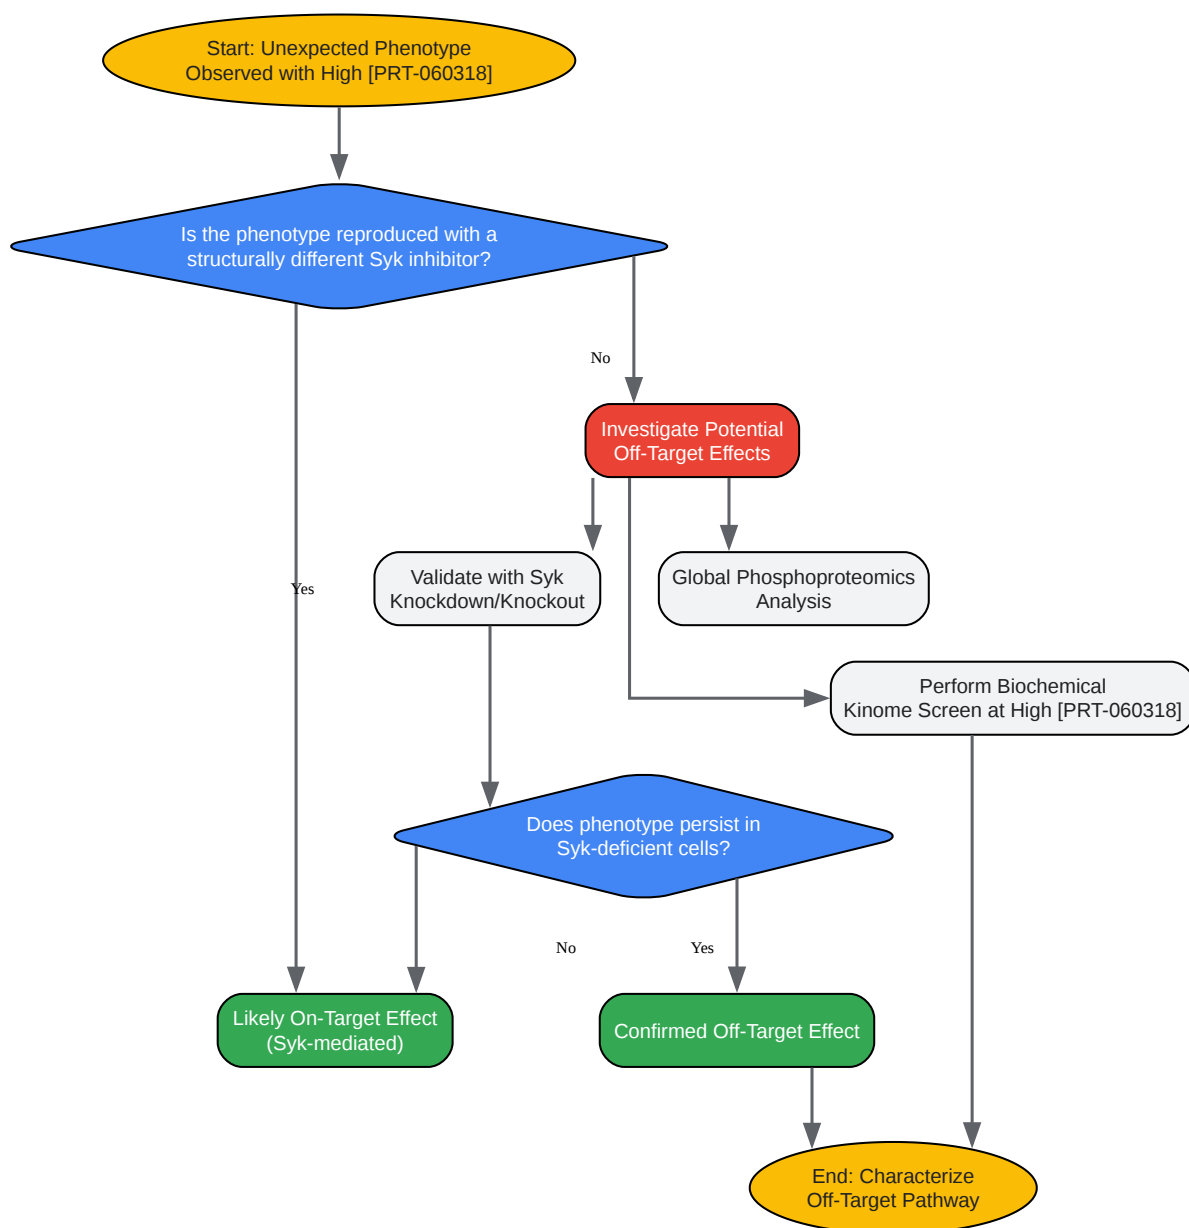 Start: Unexpected Phenotype
Observed with High [PRT-060318]
Is the phenotype reproduced with a
structurally different Syk inhibitor?
No
Investigate Potential
Off-Target Effects
Yes
Validate with Syk
Knockdown/Knockout
Global Phosphoproteomics
Analysis
Perform Biochemical
Kinome Screen at High [PRT-060318]
Does phenotype persist in
Syk-deficient cells?
No
Yes
Likely On-Target Effect
(Syk-mediated)
Confirmed Off-Target Effect
End: Characterize
Off-Target Pathway